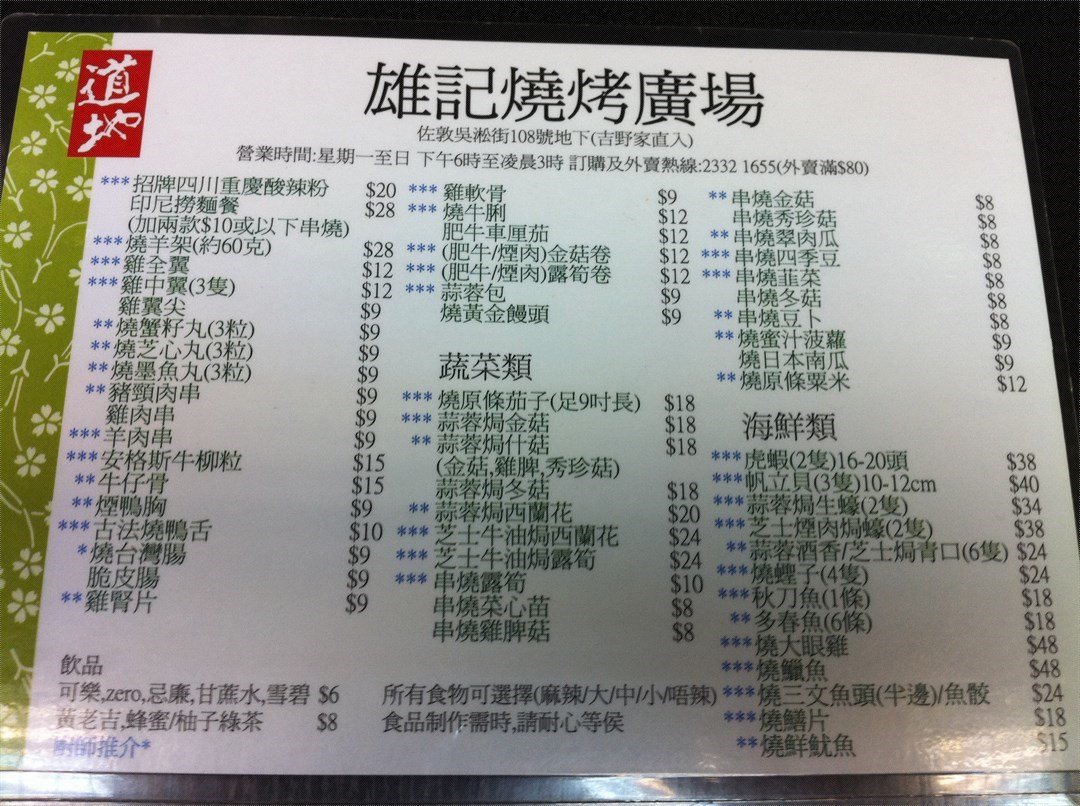 道地
雄記燒烤廣場
佐敦吳淞街108號地下(吉野家直入)
營業時間:星期一至日 下午6時至凌晨3時 訂購及外賣熱線:2332 1655(外賣滿$80)
***招牌四川重慶酸辣粉 $20
印尼撈麵餐 $28
(加兩款$10或以下串燒)
***燒羊架(約60克) $28
***雞全翼 $12
***雞中翼(3隻) $12
雞翼尖 $9
**燒蟹籽丸(3粒) $9
**燒芝心丸(3粒) $9
**燒墨魚丸(3粒) $9
**豬頸肉串 $9
雞肉串 $9
***羊肉串 $9
***安格斯牛柳粒 $15
**牛仔骨 $15
**煙鴨胸 $9
***古法燒鴨舌 $10
*燒台灣腸 $9
脆皮腸 $9
**雞腎片 $9
***雞軟骨 $9
***燒牛脷 $12
肥牛車厘茄 $12
***(肥牛/煙肉)金菇卷 $12
***(肥牛/煙肉)露筍卷 $12
***蒜蓉包 $9
燒黃金饅頭 $9
蔬菜類
***燒原條茄子(足9吋長) $18
***蒜蓉焗金菇 $18
**蒜蓉焗什菇 $18
(金菇,雞脾,秀珍菇)
蒜蓉焗冬菇 $18
**蒜蓉焗西蘭花 $20
***芝士牛油焗西蘭花 $24
***芝士牛油焗露筍 $24
***串燒露筍 $10
串燒菜心苗 $8
串燒雞脾菇 $8
**串燒金菇 $8
串燒秀珍菇 $8
**串燒翠肉瓜 $8
***串燒四季豆 $8
***串燒韭菜 $8
串燒冬菇 $8
**串燒豆卜 $8
**燒蜜汁菠蘿 $9
燒日本南瓜 $9
**燒原條粟米 $12
海鮮類
***虎蝦(2隻)16-20頭 $38
***帆立貝(3隻)10-12cm $40
***蒜蓉焗生蠔(2隻) $34
***芝士煙肉焗蠔(2隻) $38
**蒜蓉酒香/芝士焗青口(6隻) $24
***燒蟶子(4隻) $24
***秋刀魚(1條) $18
**多春魚(6條) $18
***燒大眼雞 $48
***燒鱲魚 $48
***燒三文魚頭(半邊)/魚骹 $24
***燒鱔片 $18
**燒鮮魷魚 $15
飲品
可樂,zero,忌廉,甘蔗水,雪碧 $6
黃老吉,蜂蜜/柚子綠茶 $8
廚師推介*
所有食物可選擇(麻辣/大/中/小/唔辣)
食品制作需時,請耐心等侯